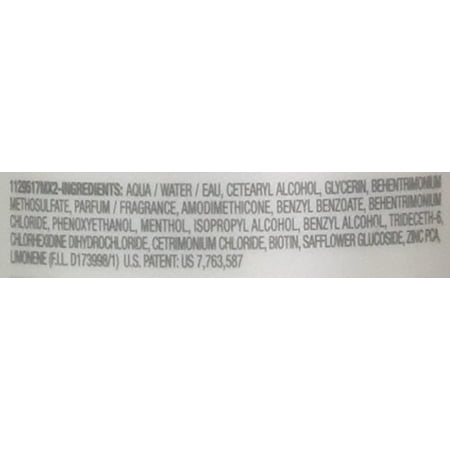 1129517MX2-INGREDIENTS: AQUA / WATER / EAU, CETEARYL ALCOHOL, GLYCERIN, BEHENTRIMONIUM
METHOSULFATE, PARFUM / FRAGRANCE, AMODIMETHICONE, BENZYL BENZOATE, BEHENTRIMONIUM
CHLORIDE, PHENOXYETHANOL, MENTHOL, ISOPROPYL ALCOHOL, BENZYL ALCOHOL, TRIDECETH-6,
CHLORHEXIDINE DIHYDROCHLORIDE, CETRIMONIUM CHLORIDE, BIOTIN, SAFFLOWER GLUCOSIDE, ZINC PCA,
LIMONENE (F.I.L. D173998/1) U.S. PATENT: US 7,763,587